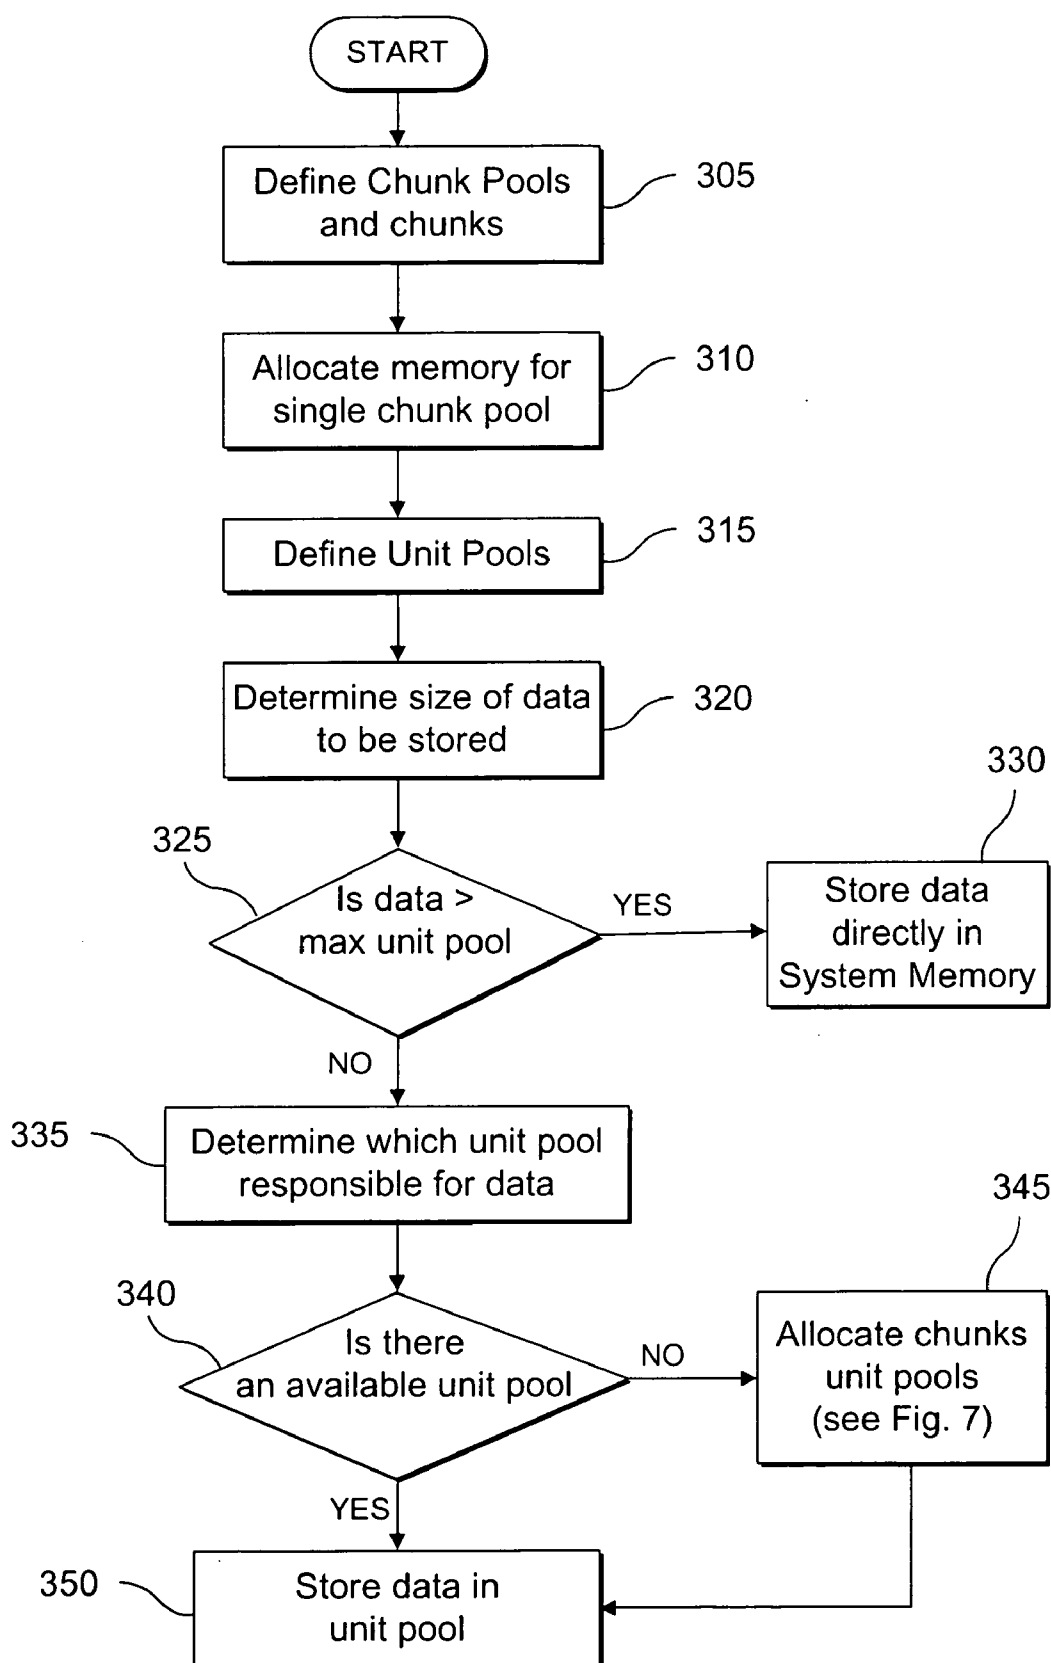 START
Define Chunk Pools
and chunks
305
Allocate memory for
single chunk pool
310
Define Unit Pools
315
Determine size of data
to be stored
320
325
Is data >
max unit pool
YES
330
Store data
directly in
System Memory
NO
335
Determine which unit pool
responsible for data
340
Is there
an available unit pool
NO
345
Allocate chunks
unit pools
(see Fig. 7)
YES
350
Store data in
unit pool